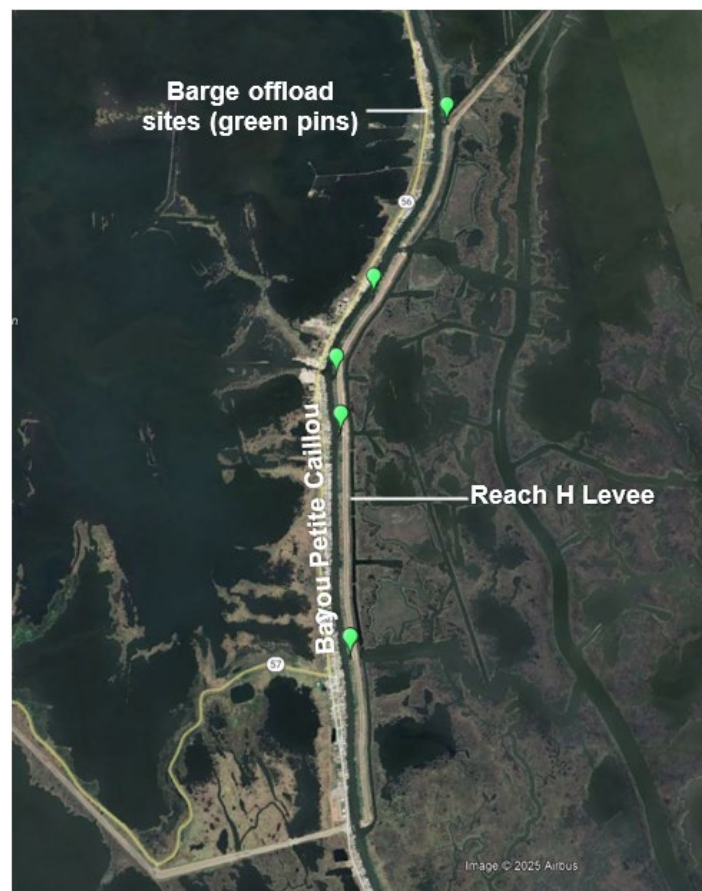 Barge offload
sites (green pins)
56
n
Bayou Petite Caillou
Reach H Levee
57
Image © 2025 Airbus